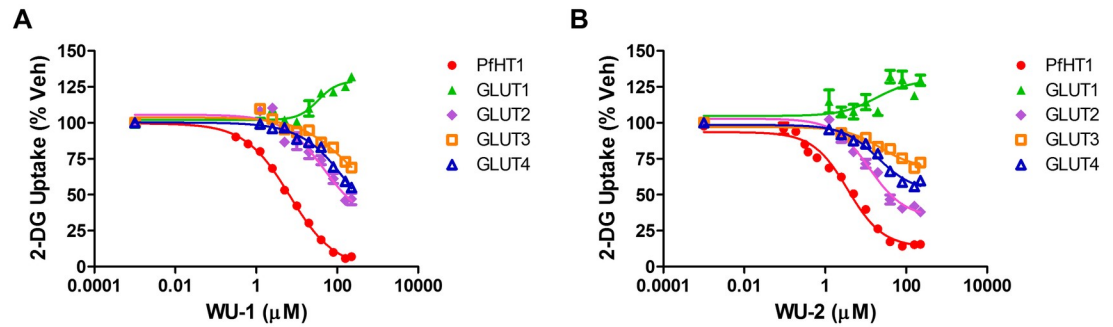 A
2-DG Uptake (% Veh)
150
125
100
75
50
25
0
0.0001
0.01
1
100
10000
WU-1 (μM)
PfHT1
GLUT1
GLUT2
GLUT3
GLUT4
B
2-DG Uptake (% Veh)
150
125
100
75
50
25
0
0.0001
0.01
1
100
10000
WU-2 (μM)
PfHT1
GLUT1
GLUT2
GLUT3
GLUT4